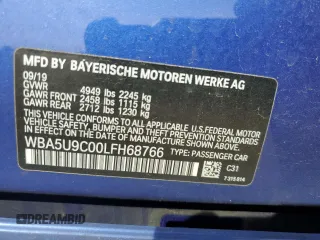 MFD BY BAYERISCHE MOTOREN WERKE AG
09/19
GVWR 4949 lbs 2245 kg
GAWR FRONT 2458 lbs 1115 kg
GAWR REAR 2712 lbs 1230 kg
THIS VEHICLE CONFORMS TO ALL APPLICABLE
U.S. FEDERAL MOTOR VEHICLE SAFETY, BUMPER,
AND THEFT PREVENTION STANDARDS IN EFFECT ON
THE DATE OF MANUFACTURE SHOWN ABOVE.
WBA5U9C00LFH68766 TYPE: PASSENGER CAR
C31
DREAMBID